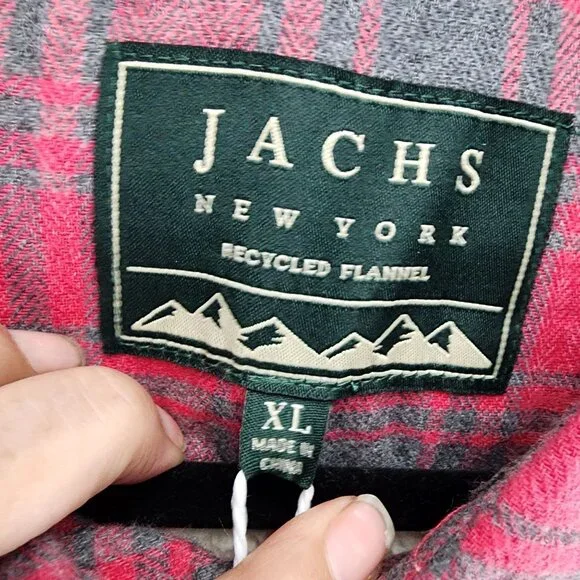 JACHS
NEW YORK
RECYCLED FLANNEL
XL
MADE IN
CHINA